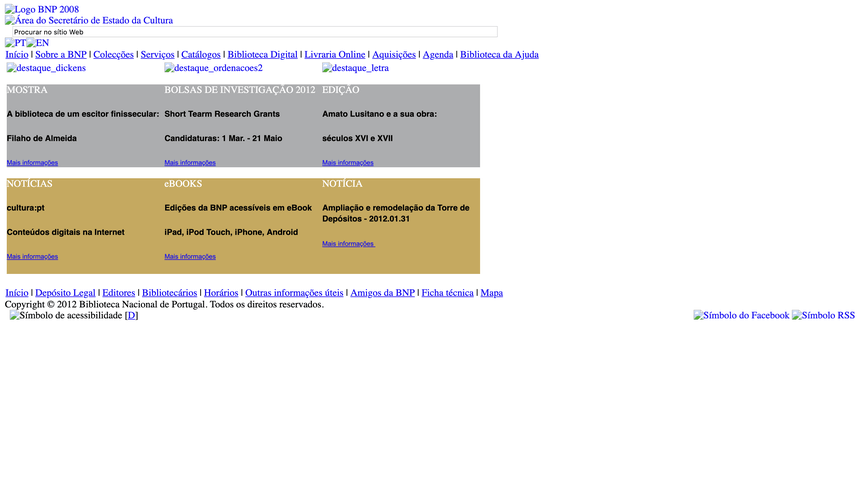 Logo BNP 2008
Área do Secretário de Estado da Cultura
Procurar no sítio Web
PT EN
Início | Sobre a BNP | Colecções | Serviços | Catálogos | Biblioteca Digital | Livraria Online | Aquisições | Agenda | Biblioteca da Ajuda
destaque_dickens destaque_ordenacoes2 destaque_letra
MOSTRA BOLSAS DE INVESTIGAÇÃO 2012 EDIÇÃO
A biblioteca de um escritor finissecular: Short Tearm Research Grants Amato Lusitano e a sua obra:
Filaho de Almeida Candidaturas: 1 Mar. - 21 Maio séculos XVI e XVII
Mais informações Mais informações Mais informações
NOTÍCIAS eBOOKS NOTÍCIA
cultura:pt Edições da BNP acessíveis em eBook Ampliação e remodelação da Torre de
Depósitos - 2012.01.31
Conteúdos digitais na Internet iPad, iPod Touch, iPhone, Android
Mais informações
Mais informações Mais informações
Início | Depósito Legal | Editores | Bibliotecários | Horários | Outras informações úteis | Amigos da BNP | Ficha técnica | Mapa
Copyright © 2012 Biblioteca Nacional de Portugal. Todos os direitos reservados.
Símbolo de acessibilidade [D] Símbolo do Facebook Símbolo RSS